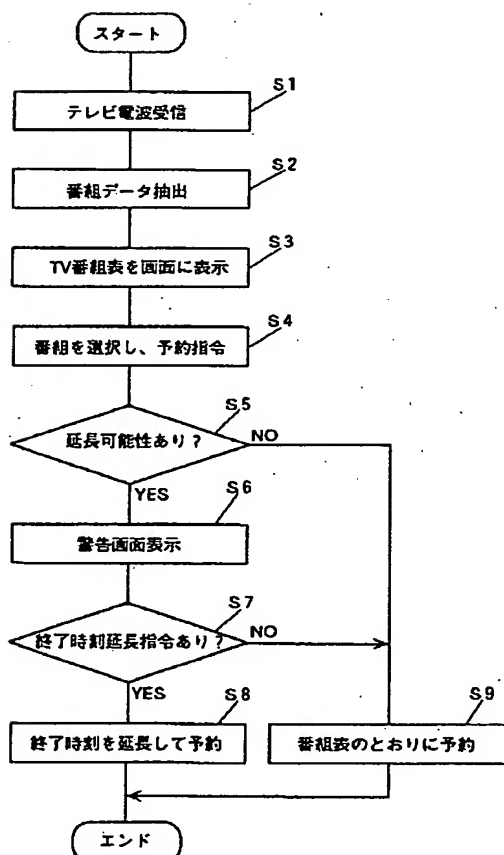 スタート
S1
テレビ電波受信
S2
番組データ抽出
S3
TV番組表を画面に表示
S4
番組を選択し、予約指令
S5
延長可能性あり？
NO
YES
S6
警告画面表示
S7
終了時刻延長指令あり？
NO
YES
S8
終了時刻を延長して予約
S9
番組表のとおりに予約
エンド